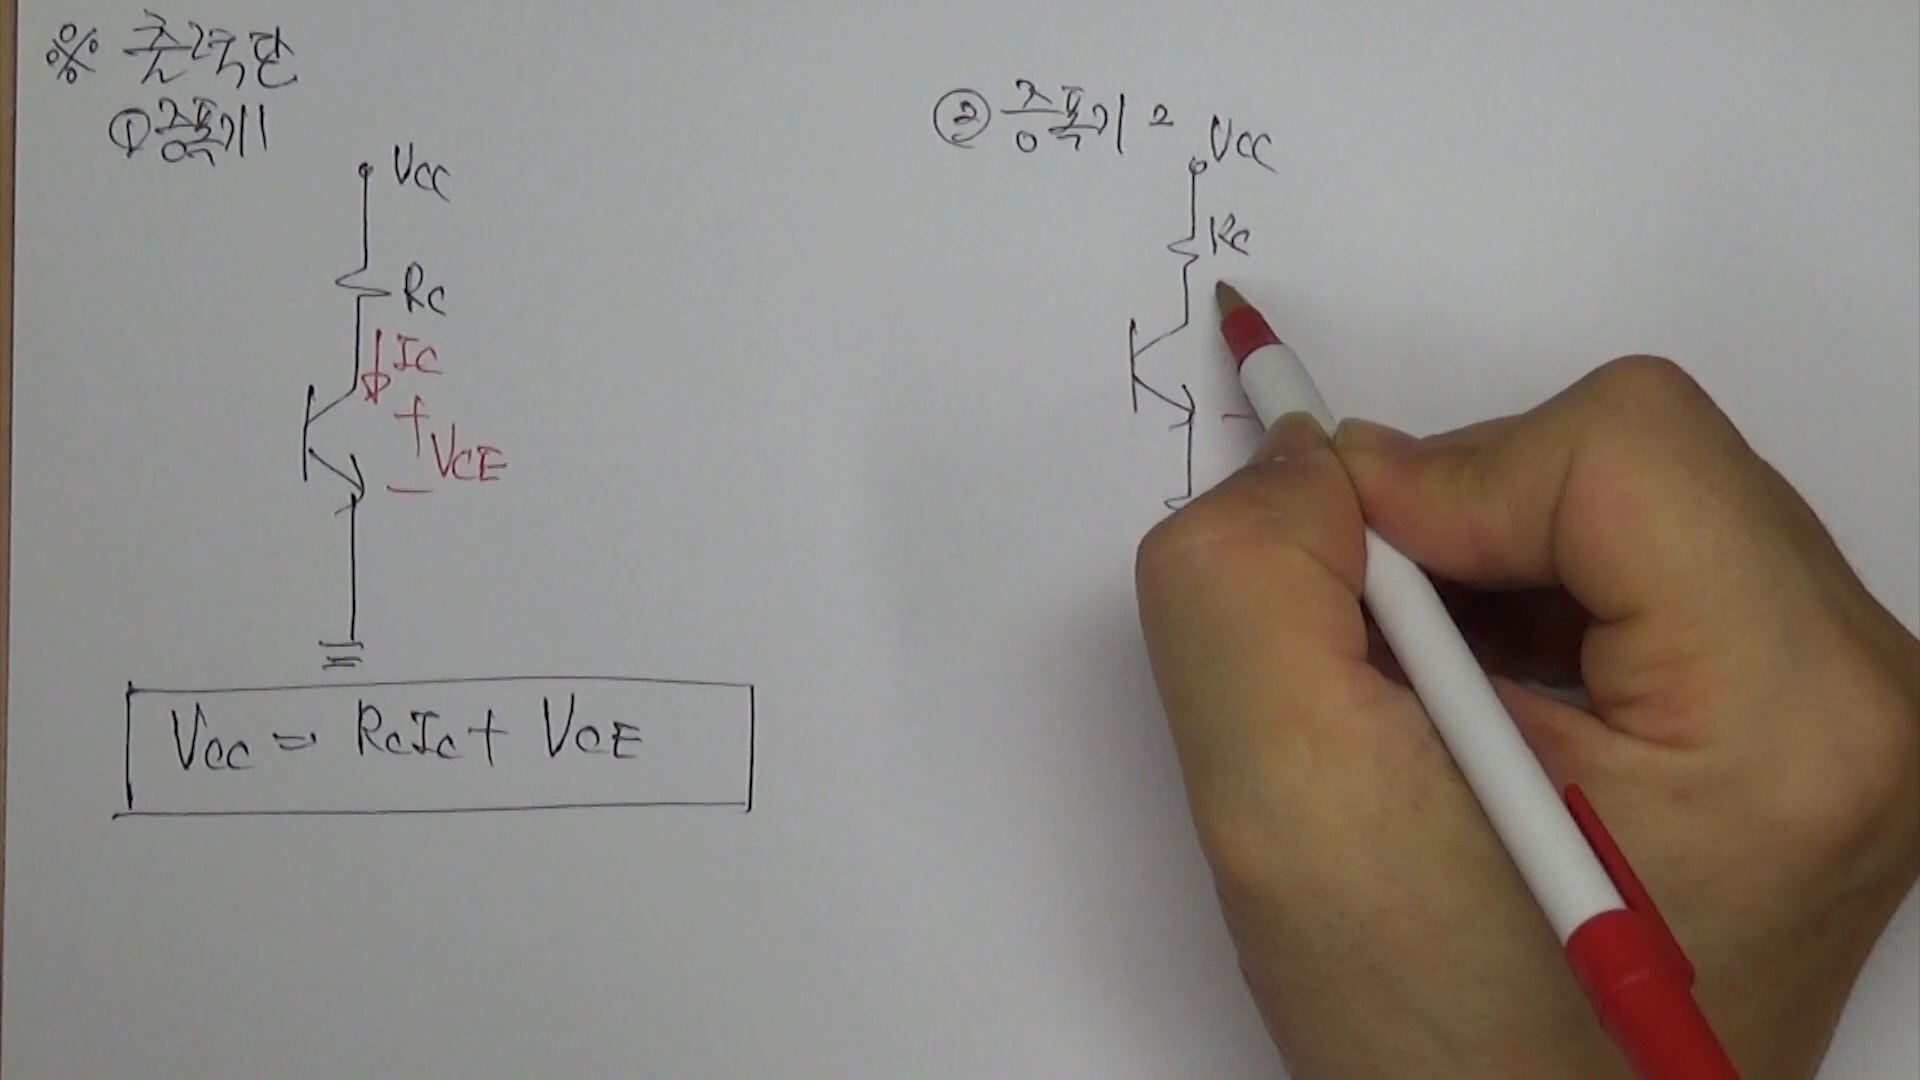 ※ 출력단
① 증폭기1
VCC
RC
IC
+
VCE
−
VCC = RCIC + VCE
② 증폭기 2
VCC
RC
−